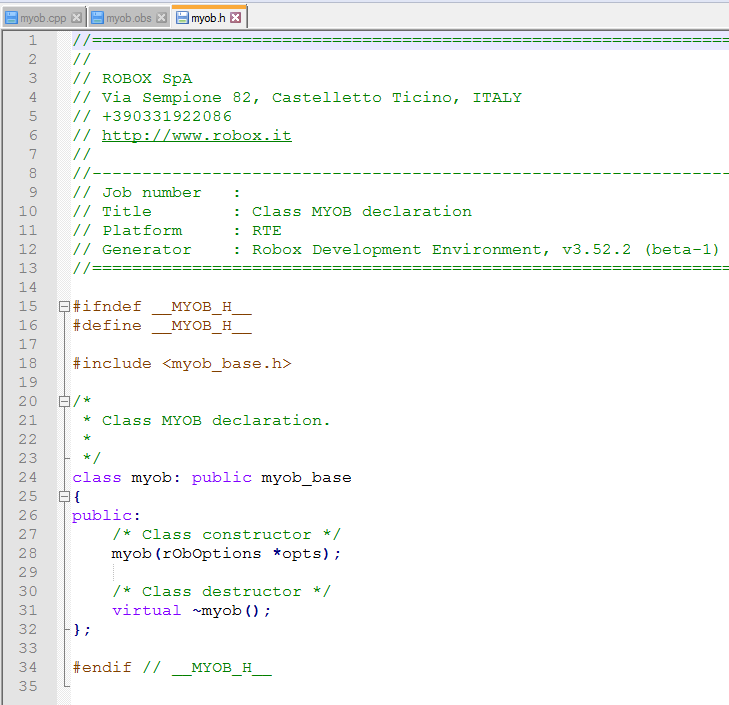 myob.cpp myob.obs myob.h
1 //==================================================================
2 //
3 // ROBOX SpA
4 // Via Sempione 82, Castelletto Ticino, ITALY
5 // +390331922086
6 // http://www.robox.it
7 //
8 //------------------------------------------------------------------
9 // Job number   :
10 // Title        : Class MYOB declaration
11 // Platform     : RTE
12 // Generator    : Robox Development Environment, v3.52.2 (beta-1)
13 //==================================================================
14
15 #ifndef __MYOB_H__
16 #define __MYOB_H__
17
18 #include <myob_base.h>
19
20 /*
21  * Class MYOB declaration.
22  *
23  */
24 class myob: public myob_base
25 {
26 public:
27     /* Class constructor */
28     myob(rObOptions *opts);
29
30     /* Class destructor */
31     virtual ~myob();
32 };
33
34 #endif // __MYOB_H__
35